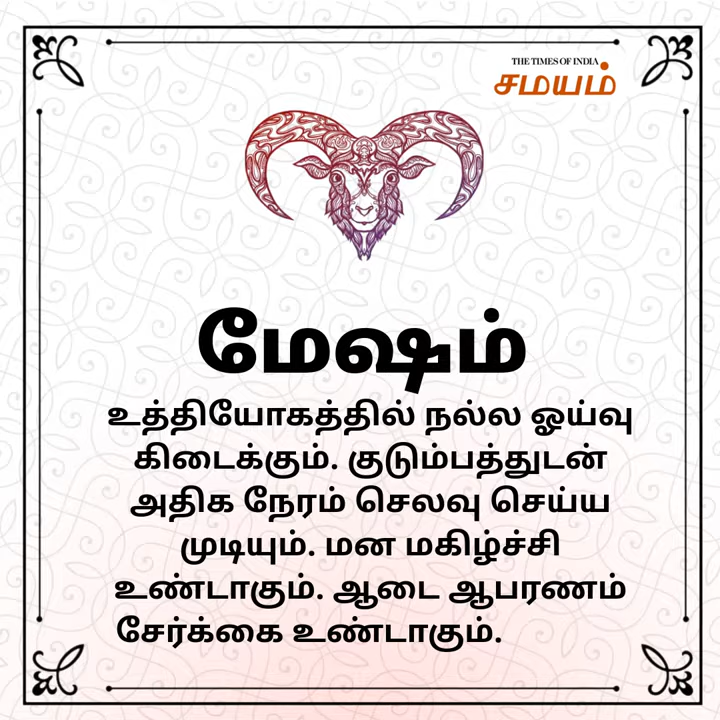 THE TIMES OF INDIA
சமயம்
மேஷம்
உத்தியோகத்தில் நல்ல ஓய்வு
கிடைக்கும். குடும்பத்துடன்
அதிக நேரம் செலவு செய்ய
முடியும். மன மகிழ்ச்சி
உண்டாகும். ஆடை ஆபரணம்
சேர்க்கை உண்டாகும்.